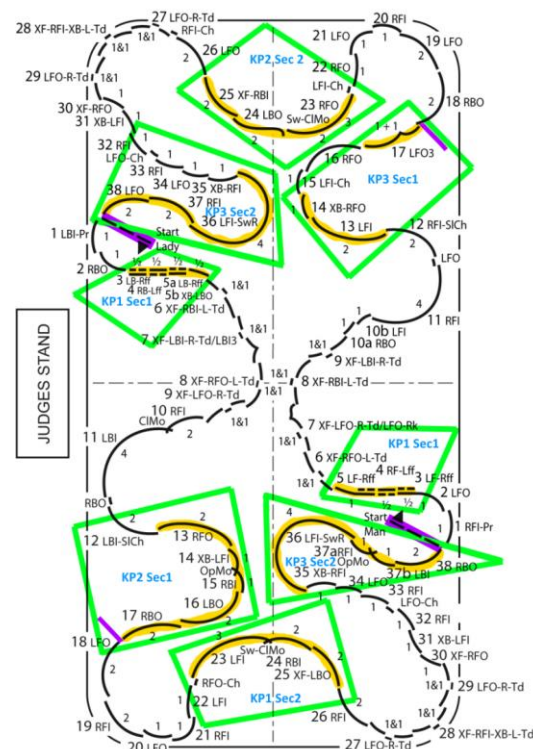 27 LFO-R-Td
28 XF-RFI-XB-L-Td
RFI-Ch
20 RFI
1&1
1&1
26 LFO
21 LFO
19 LFO
29 LFO-R-Td
KP2 Sec 2
22 RFO
25 XF-RBI
LFI-Ch
24 LBO
23 RFO
18 RBO
Sw-ClMo
30 XF-RFO
31 XB-LFI
1 + 1
17 LFO3
32 RFI
LFO-Ch
16 RFO
33 RFI
KP3 Sec1
34 LFO
35 XB-RFI
15 LFI-Ch
37 RFI
14 XB-RFO
38 LFO
KP3 Sec2
36 LFI-SwR
13 LFI
12 RFI-SlCh
1 LBI-Pr
Start
Lady
LFO
2 RBO
½ ½ ½ ½
3 LB-Rff
5a LB-Rff
4 RB-Lff
5b XB-LBO
KP1 Sec1
6 XF-RBI-L-Td
11 RFI
10b LFI
10a RBO
7 XF-LBI-R-Td/LBI3
9 XF-LBI-R-Td
JUDGES STAND
8 XF-RFO-L-Td
1&1
8 XF-RBI-L-Td
9 XF-LFO-R-Td
10 RFI
ClMo
7 XF-LFO-R-Td/LFO-Rk
11 LBI
KP1 Sec1
6 XF-RFO-L-Td
4 RF-Lff
5 LF-Rff
3 LF-Rff
2 LFO
RBO
Start
Man
1 RFI-Pr
12 LBI-SlCh
13 RFO
36 LFI-SwR
14 XB-LFI
37a RFI
OpMo
OpMo
KP3 Sec2
38 RBO
KP2 Sec1
15 RBI
35 XB-RFI
37b LBI
34 LFO
16 LBO
33 RFI
17 RBO
LFO-Ch
18 LFO
32 RFI
Sw-ClMo
31 XB-LFI
23 LFI
24 RBI
30 XF-RFO
25 XF-LBO
RFO-Ch
KP1 Sec2
29 LFO-R-Td
22 LFI
19 RFI
21 RFI
26 RFI
28 XF-RFI-XB-L-Td
20 LFO
27 LFO-R-Td